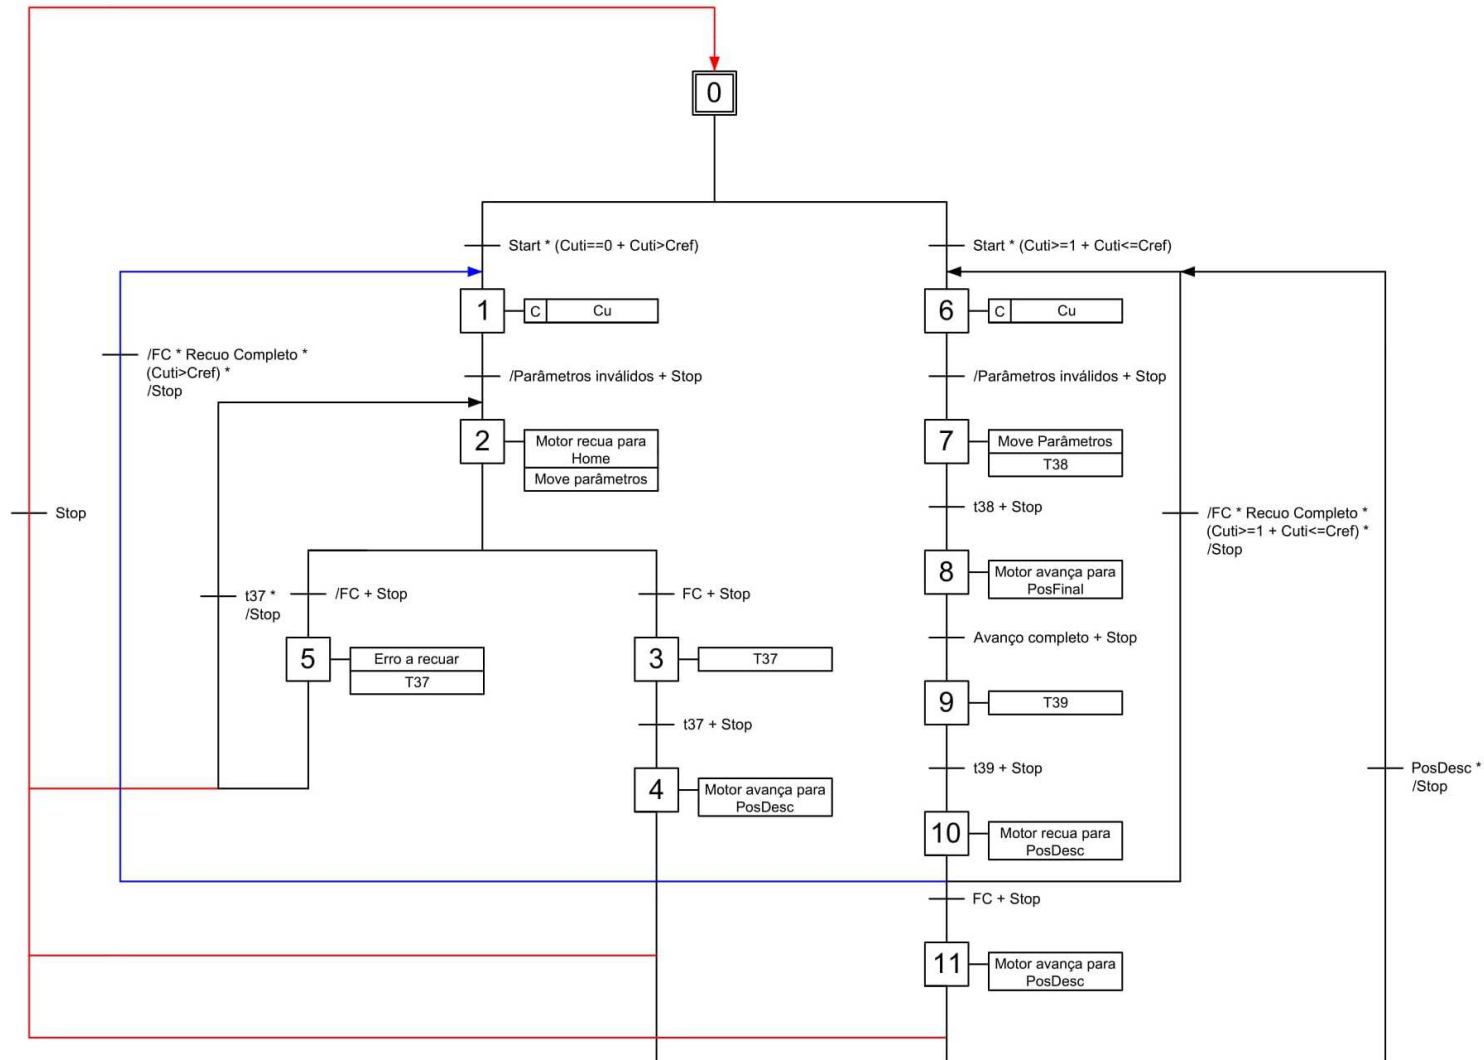 0
Start * (Cuti==0 + Cuti>Cref)
Start * (Cuti>=1 + Cuti<=Cref)
1
C
Cu
6
C
Cu
/FC * Recuo Completo *
(Cuti>Cref) *
/Stop
/Parâmetros inválidos + Stop
/Parâmetros inválidos + Stop
2
Motor recua para
Home
Move parâmetros
7
Move Parâmetros
T38
Stop
t38 + Stop
/FC * Recuo Completo *
(Cuti>=1 + Cuti<=Cref) *
/Stop
8
Motor avança para
PosFinal
t37 *
/Stop
/FC + Stop
FC + Stop
Avanço completo + Stop
5
Erro a recuar
T37
3
T37
9
T39
t37 + Stop
t39 + Stop
PosDesc *
/Stop
4
Motor avança para
PosDesc
10
Motor recua para
PosDesc
FC + Stop
11
Motor avança para
PosDesc